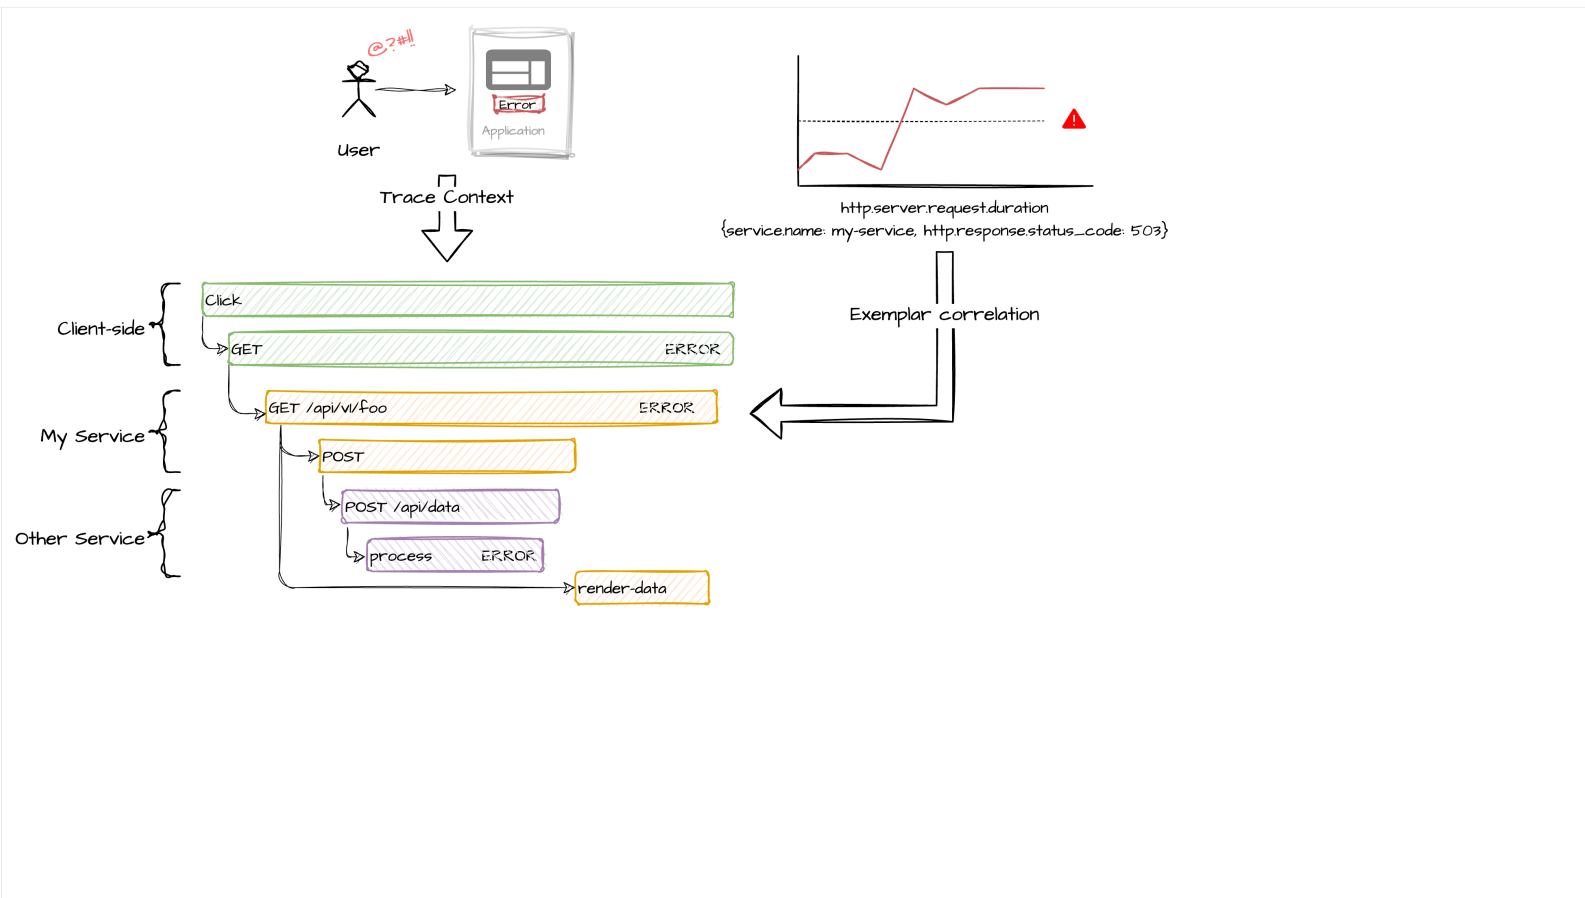 @?#!!
Error
Application
User
Trace Context
http.server.request.duration
{service.name: my-service, http.response.status_code: 503}
Exemplar correlation
Client-side
Click
GET ERROR
My Service
GET /api/v1/foo ERROR
POST
Other Service
POST /api/data
process ERROR
render-data